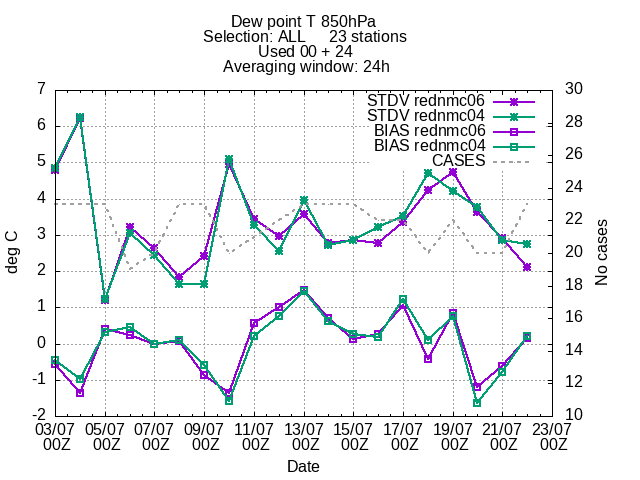 Dew point T 850hPa
Selection: ALL     23 stations
Used 00 + 24
Averaging window: 24h
7 30
STDV rednmc06
STDV rednmc04
BIAS rednmc06
BIAS rednmc04
CASES
6 28
5 26
4 24
3 22
2 20
1 18
0 16
-1 14
-2 12
10
deg C
No cases
03/07 05/07 07/07 09/07 11/07 13/07 15/07 17/07 19/07 21/07 23/07
00Z 00Z 00Z 00Z 00Z 00Z 00Z 00Z 00Z 00Z 00Z
Date